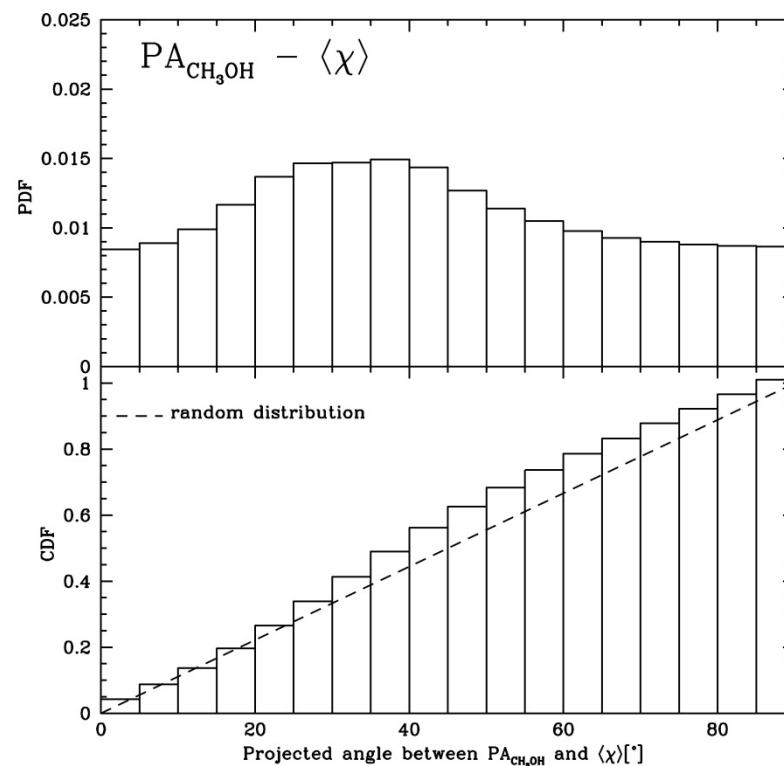 0.025
PA_CH₃OH − ⟨χ⟩
0.02
0.015
PDF
0.01
0.005
0
1
random distribution
0.8
0.6
CDF
0.4
0.2
0
0 20 40 60 80
Projected angle between PA_CH₃OH and ⟨χ⟩[°]